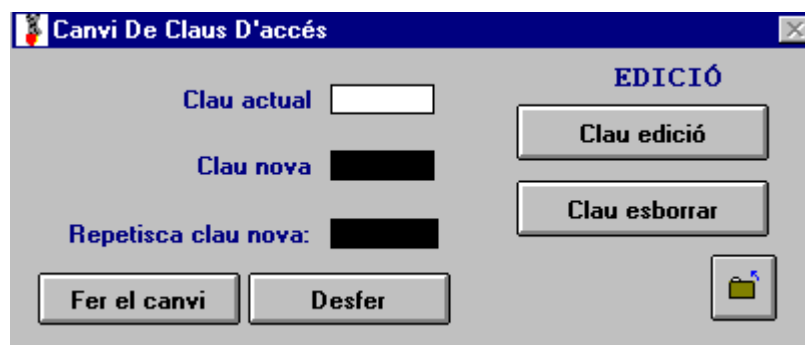 Canvi De Claus D'accés
EDICIÓ
Clau actual
Clau edició
Clau nova
Clau esborrar
Repetisca clau nova:
Fer el canvi
Desfer